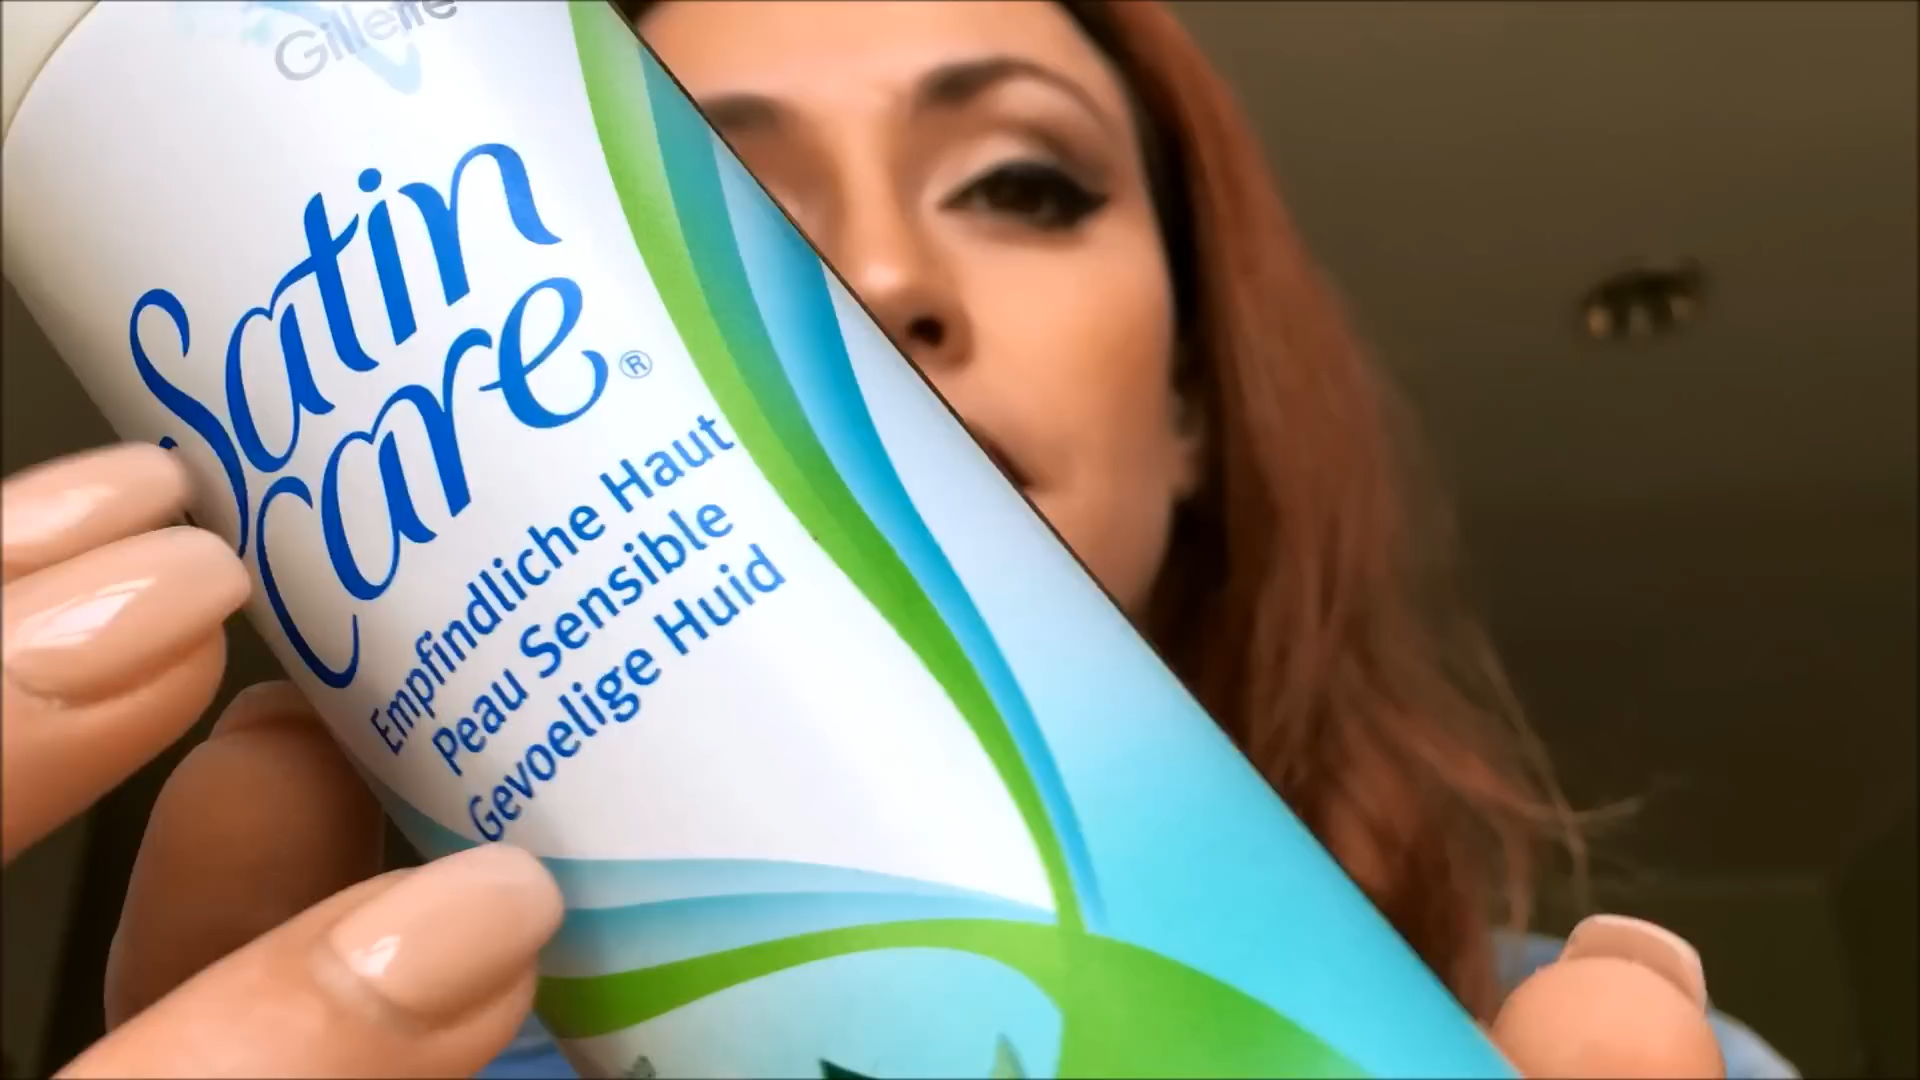 Gillette
Satin
care®
Empfindliche Haut
Peau Sensible
Gevoelige Huid